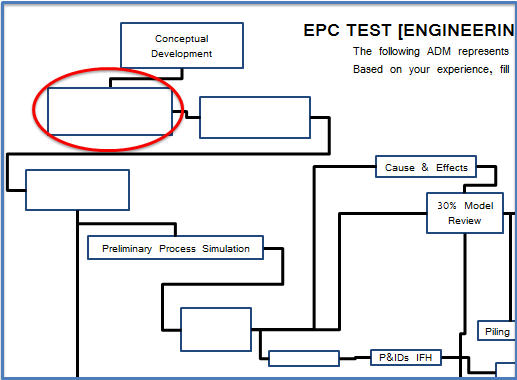 EPC TEST [ENGINEERIN
The following ADM represents
Based on your experience, fill
Conceptual
Development
Cause & Effects
30% Model
Review
Preliminary Process Simulation
Piling
P&IDs IFH